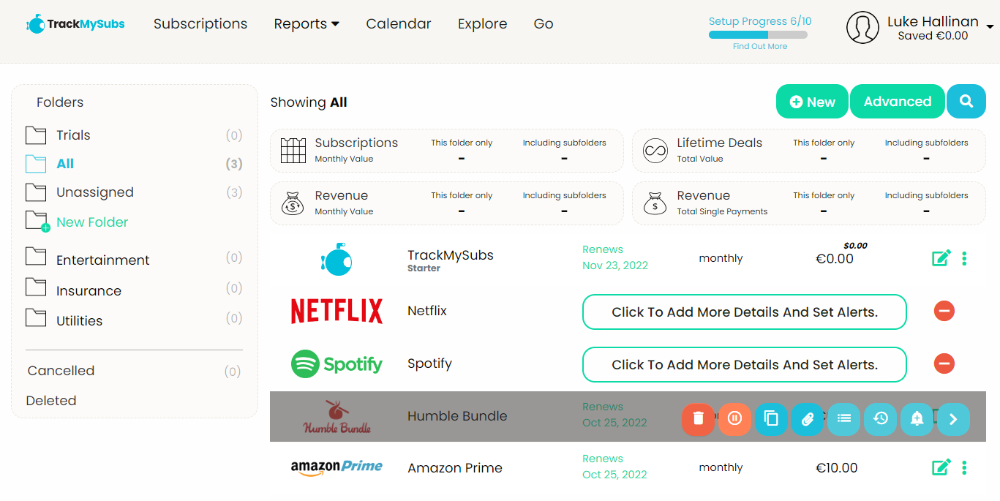 TrackMySubs
Subscriptions
Reports
Calendar
Explore
Go
Setup Progress 6/10
Find Out More
Luke Hallinan
Saved €0.00
Folders
Trials (0)
All (3)
Unassigned (3)
New Folder
Entertainment (0)
Insurance (0)
Utilities (0)
Cancelled (0)
Deleted
Showing All
New
Advanced
Subscriptions This folder only Including subfolders
Monthly Value - -
Lifetime Deals This folder only Including subfolders
Total Value - -
Revenue This folder only Including subfolders
Monthly Value - -
Revenue This folder only Including subfolders
Total Single Payments - -
TrackMySubs
Starter
Renews
Nov 23, 2022
monthly
$0.00
€0.00
NETFLIX
Netflix
Click To Add More Details And Set Alerts.
Spotify
Spotify
Click To Add More Details And Set Alerts.
Humble Bundle
Humble Bundle
Renews
Oct 25, 2022
amazon Prime
Amazon Prime
Renews
Oct 25, 2022
monthly
€10.00